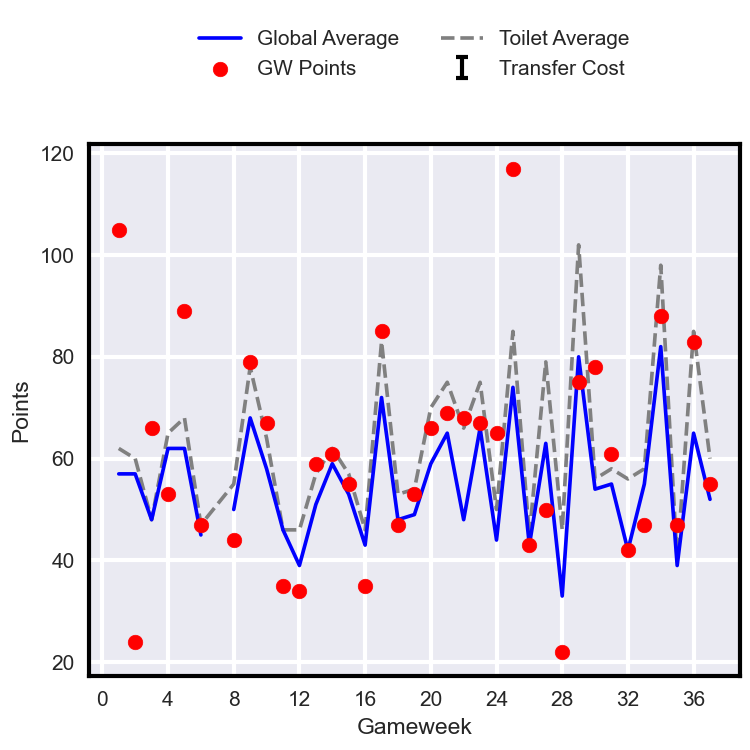 Global Average
Toilet Average
GW Points
Transfer Cost
120
100
80
60
40
20
Points
0 4 8 12 16 20 24 28 32 36
Gameweek